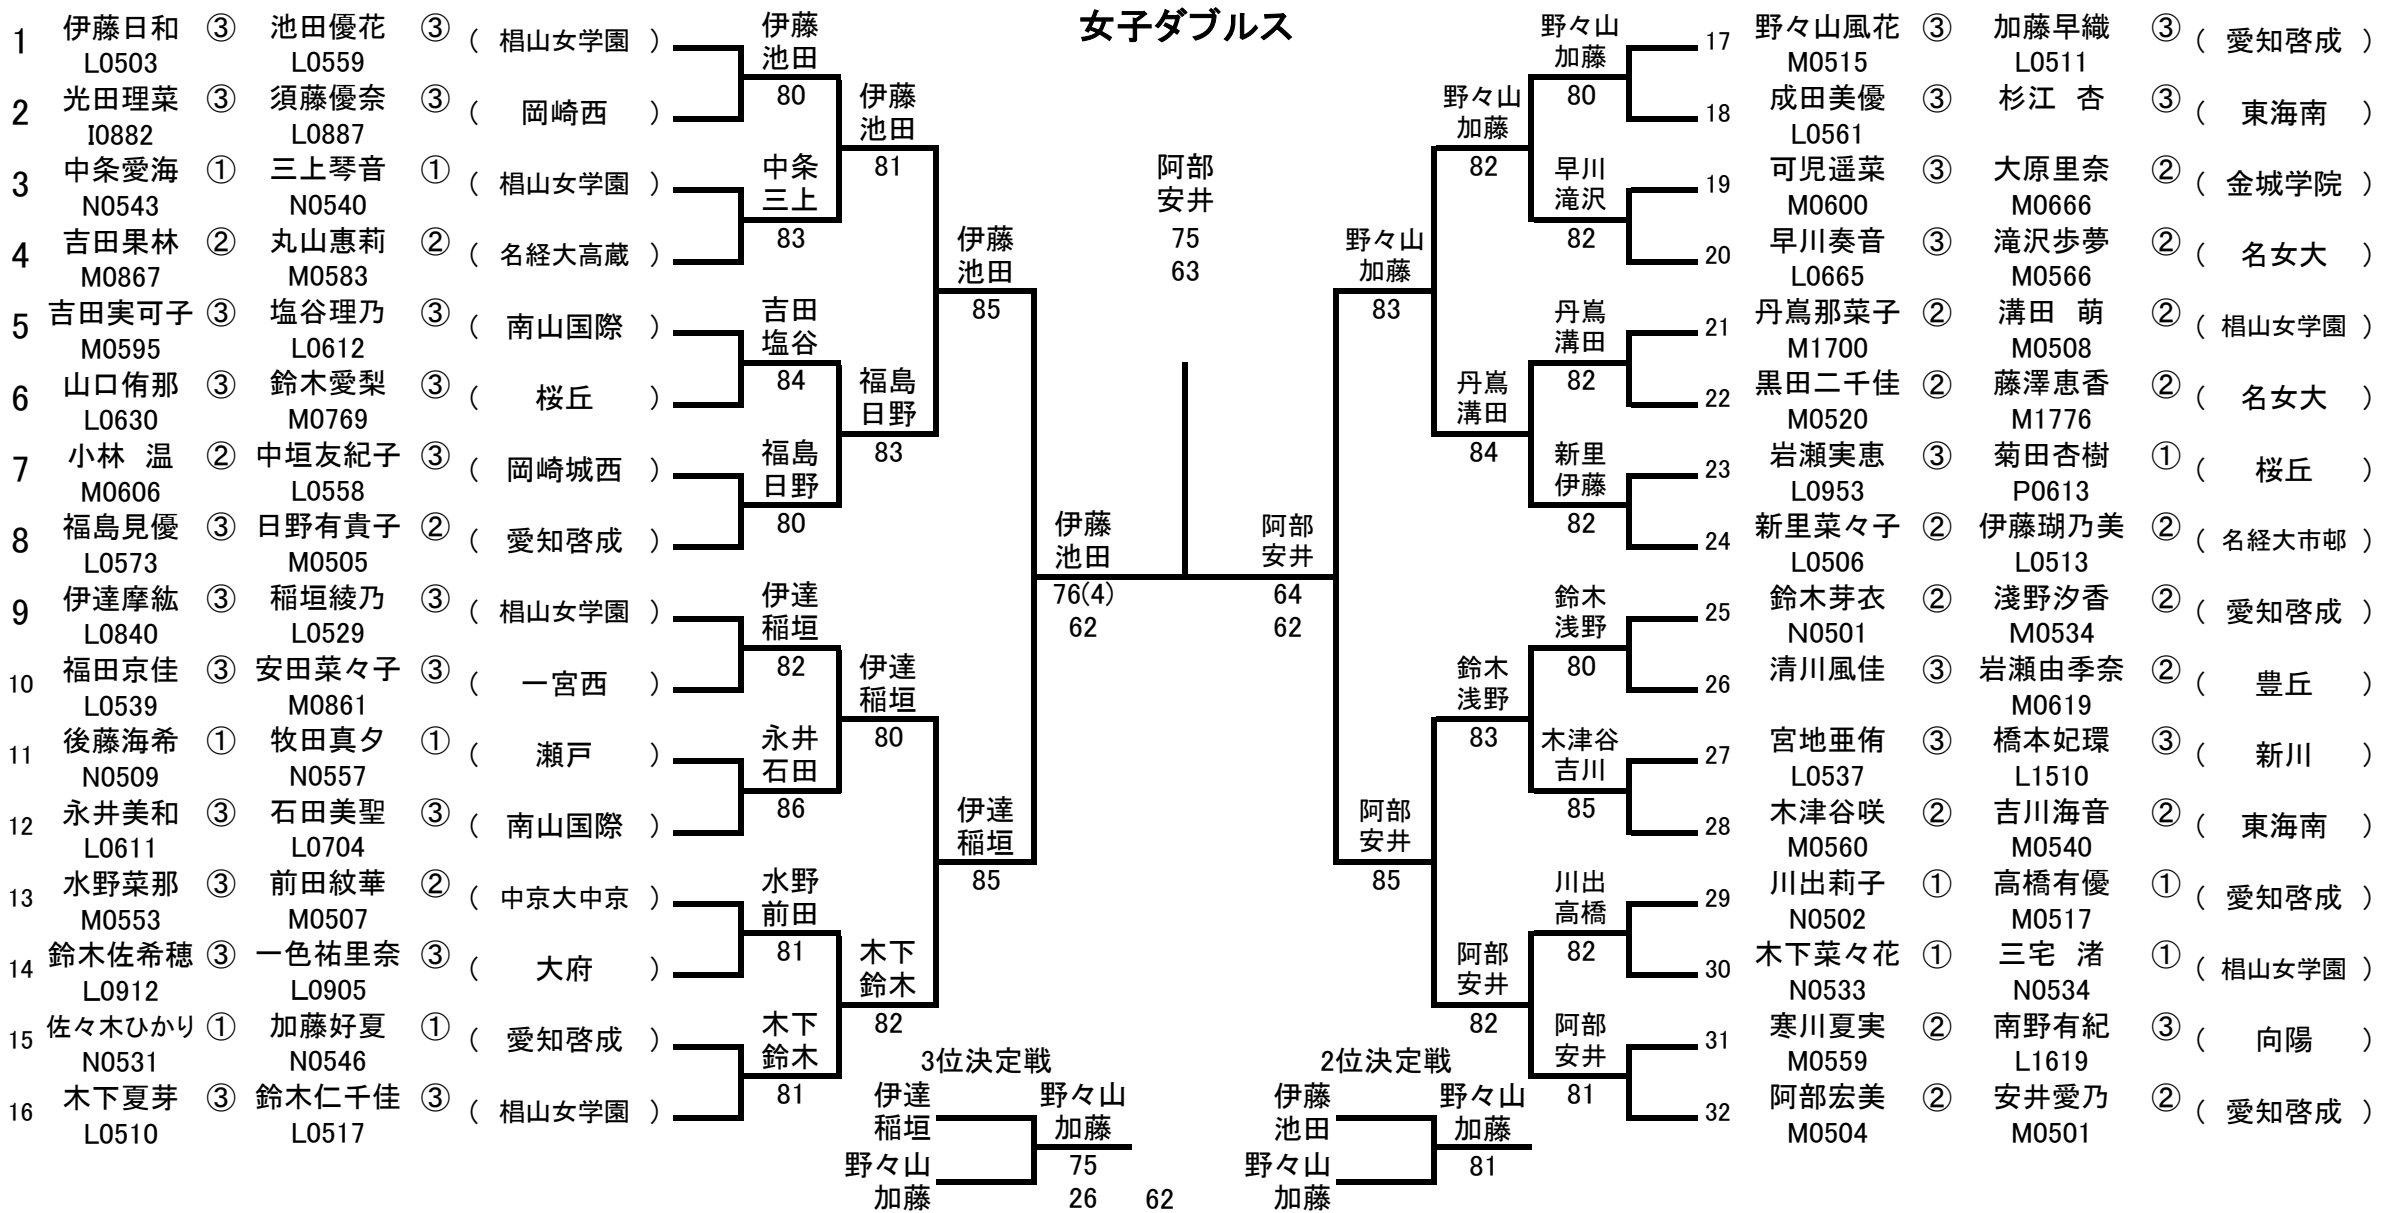 女子ダブルス
1 伊藤日和 ③ 池田優花 ③ ( 椙山女学園 )
L0503 L0559
2 光田理菜 ③ 須藤優奈 ③ ( 岡崎西 )
I0882 L0887
3 中条愛海 ① 三上琴音 ① ( 椙山女学園 )
N0543 N0540
4 吉田果林 ② 丸山惠莉 ② ( 名経大高蔵 )
M0867 M0583
5 吉田実可子 ③ 塩谷理乃 ③ ( 南山国際 )
M0595 L0612
6 山口侑那 ③ 鈴木愛梨 ③ ( 桜丘 )
L0630 M0769
7 小林 温 ② 中垣友紀子 ③ ( 岡崎城西 )
M0606 L0558
8 福島見優 ③ 日野有貴子 ② ( 愛知啓成 )
L0573 M0505
9 伊達摩紘 ③ 稲垣綾乃 ③ ( 椙山女学園 )
L0840 L0529
10 福田京佳 ③ 安田菜々子 ③ ( 一宮西 )
L0539 M0861
11 後藤海希 ① 牧田真夕 ① ( 瀬戸 )
N0509 N0557
12 永井美和 ③ 石田美聖 ③ ( 南山国際 )
L0611 L0704
13 水野菜那 ③ 前田紋華 ② ( 中京大中京 )
M0553 M0507
14 鈴木佐希穂 ③ 一色祐里奈 ③ ( 大府 )
L0912 L0905
15 佐々木ひかり ① 加藤好夏 ① ( 愛知啓成 )
N0531 N0546
16 木下夏芽 ③ 鈴木仁千佳 ③ ( 椙山女学園 )
L0510 L0517
伊藤
池田
80
中条
三上
83
吉田
塩谷
84
福島
日野
80
伊達
稲垣
82
永井
石田
86
水野
前田
81
木下
鈴木
81
伊藤
池田
81
福島
日野
83
伊達
稲垣
80
木下
鈴木
82
伊藤
池田
85
伊達
稲垣
85
伊藤
池田
76(4)
62
阿部
安井
75
63
阿部
安井
64
62
野々山
加藤
83
阿部
安井
85
野々山
加藤
82
丹嶌
溝田
84
鈴木
浅野
83
阿部
安井
82
野々山
加藤
80
早川
滝沢
82
丹嶌
溝田
82
新里
伊藤
82
鈴木
浅野
80
木津谷
吉川
85
川出
高橋
82
阿部
安井
81
17 野々山風花 ③ 加藤早織 ③ ( 愛知啓成 )
M0515 L0511
18 成田美優 ③ 杉江 杏 ③ ( 東海南 )
L0561
19 可児遥菜 ③ 大原里奈 ② ( 金城学院 )
M0600 M0666
20 早川奏音 ③ 滝沢歩夢 ② ( 名女大 )
L0665 M0566
21 丹嶌那菜子 ② 溝田 萌 ② ( 椙山女学園 )
M1700 M0508
22 黒田二千佳 ② 藤澤恵香 ② ( 名女大 )
M0520 M1776
23 岩瀬実恵 ③ 菊田杏樹 ① ( 桜丘 )
L0953 P0613
24 新里菜々子 ② 伊藤瑚乃美 ② ( 名経大市邨 )
L0506 L0513
25 鈴木芽衣 ② 淺野汐香 ② ( 愛知啓成 )
N0501 M0534
26 清川風佳 ③ 岩瀬由季奈 ② ( 豊丘 )
M0619
27 宮地亜侑 ③ 橋本妃環 ③ ( 新川 )
L0537 L1510
28 木津谷咲 ② 吉川海音 ② ( 東海南 )
M0560 M0540
29 川出莉子 ① 高橋有優 ① ( 愛知啓成 )
N0502 M0517
30 木下菜々花 ① 三宅 渚 ① ( 椙山女学園 )
N0533 N0534
31 寒川夏実 ② 南野有紀 ③ ( 向陽 )
M0559 L1619
32 阿部宏美 ② 安井愛乃 ② ( 愛知啓成 )
M0504 M0501
3位決定戦
伊達
稲垣
野々山
加藤
野々山
加藤
75
26 62
2位決定戦
伊藤
池田
野々山
加藤
野々山
加藤
81